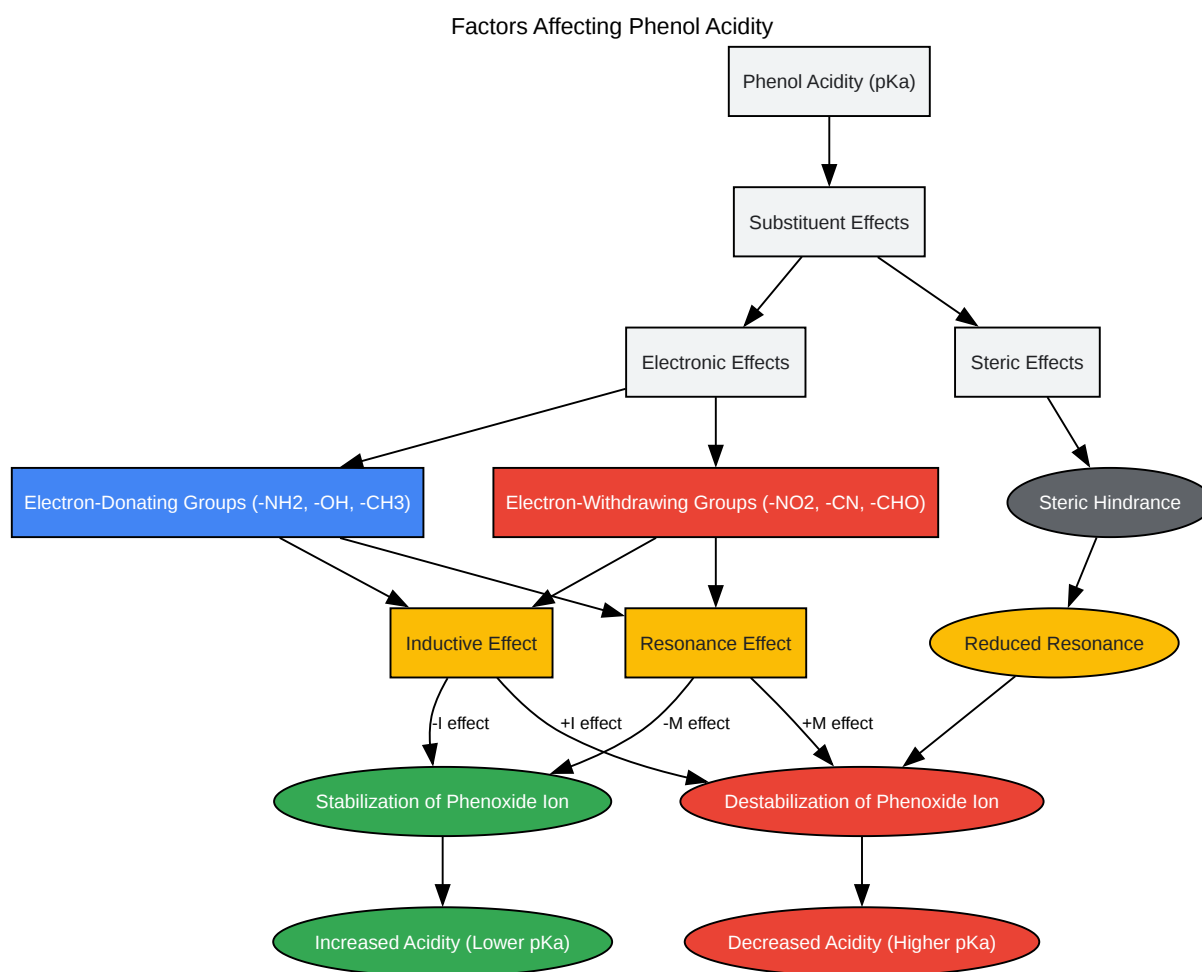 Factors Affecting Phenol Acidity
Phenol Acidity (pKa)
Substituent Effects
Electronic Effects
Steric Effects
Electron-Donating Groups (-NH2, -OH, -CH3)
Electron-Withdrawing Groups (-NO2, -CN, -CHO)
Steric Hindrance
Inductive Effect
Resonance Effect
Reduced Resonance
-I effect
+I effect
-M effect
+M effect
Stabilization of Phenoxide Ion
Destabilization of Phenoxide Ion
Increased Acidity (Lower pKa)
Decreased Acidity (Higher pKa)